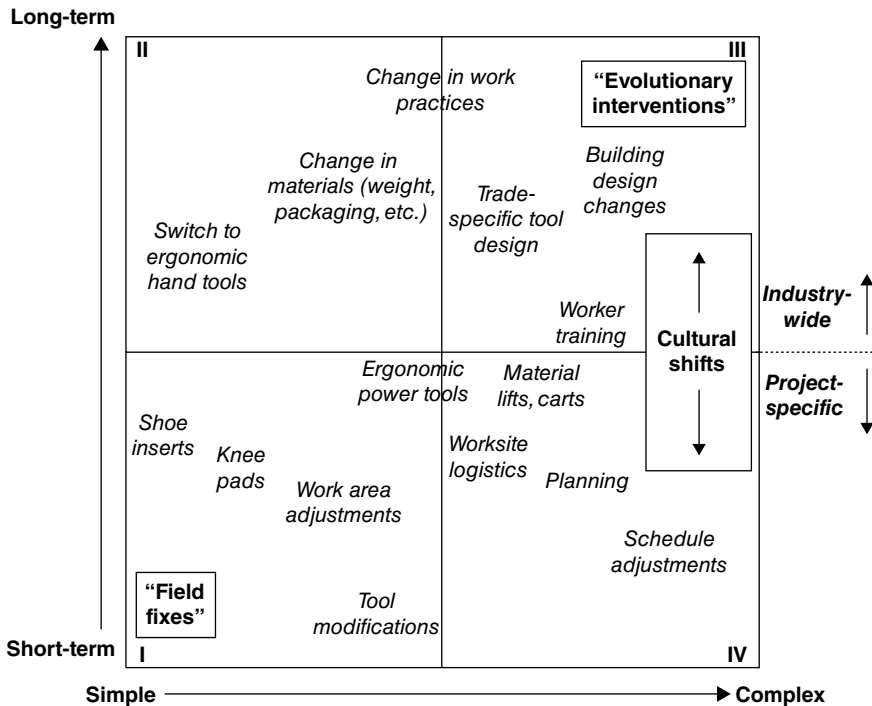 Long-term
II
III
Change in work
practices
“Evolutionary
interventions”
Change in
materials (weight,
packaging, etc.)
Building
design
changes
Trade-
specific tool
design
Switch to
ergonomic
hand tools
Worker
training
Cultural
shifts
Industry-
wide
Project-
specific
Ergonomic
power tools
Material
lifts, carts
Shoe
inserts
Knee
pads
Work area
adjustments
Worksite
logistics
Planning
Schedule
adjustments
“Field
fixes”
Tool
modifications
Short-term
I
IV
Simple
Complex